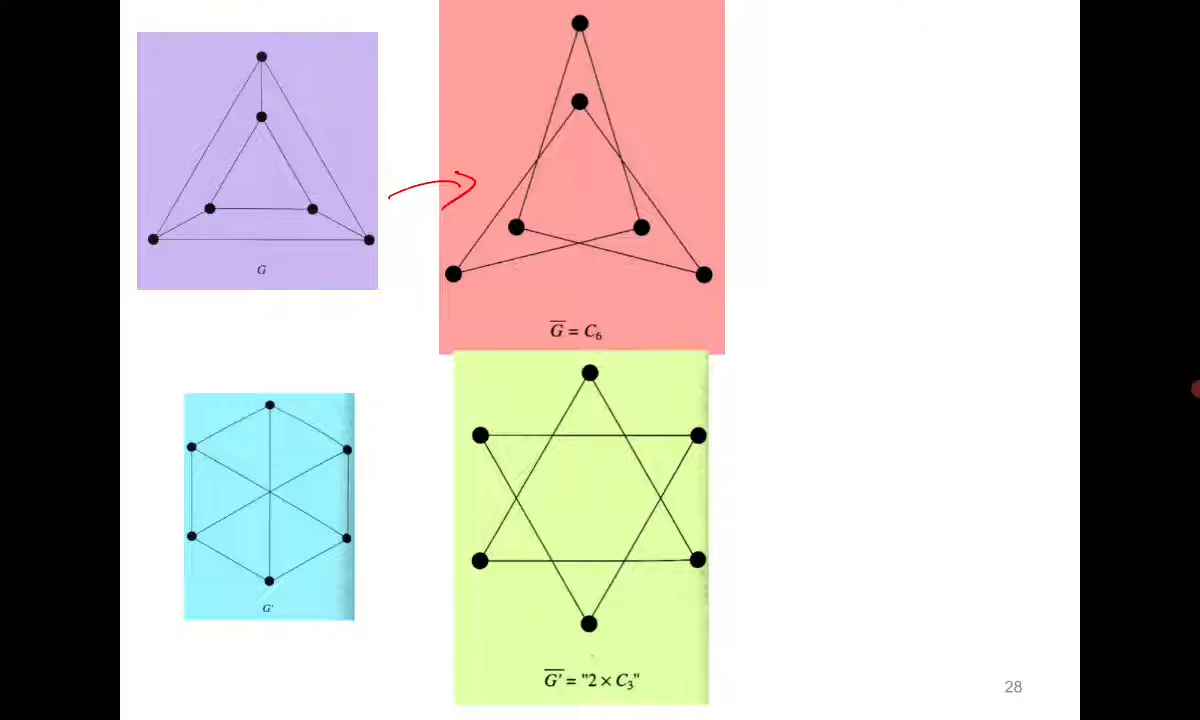 G
G̅ = C₆
G'
G̅'̅ = "2 × C₃"
28